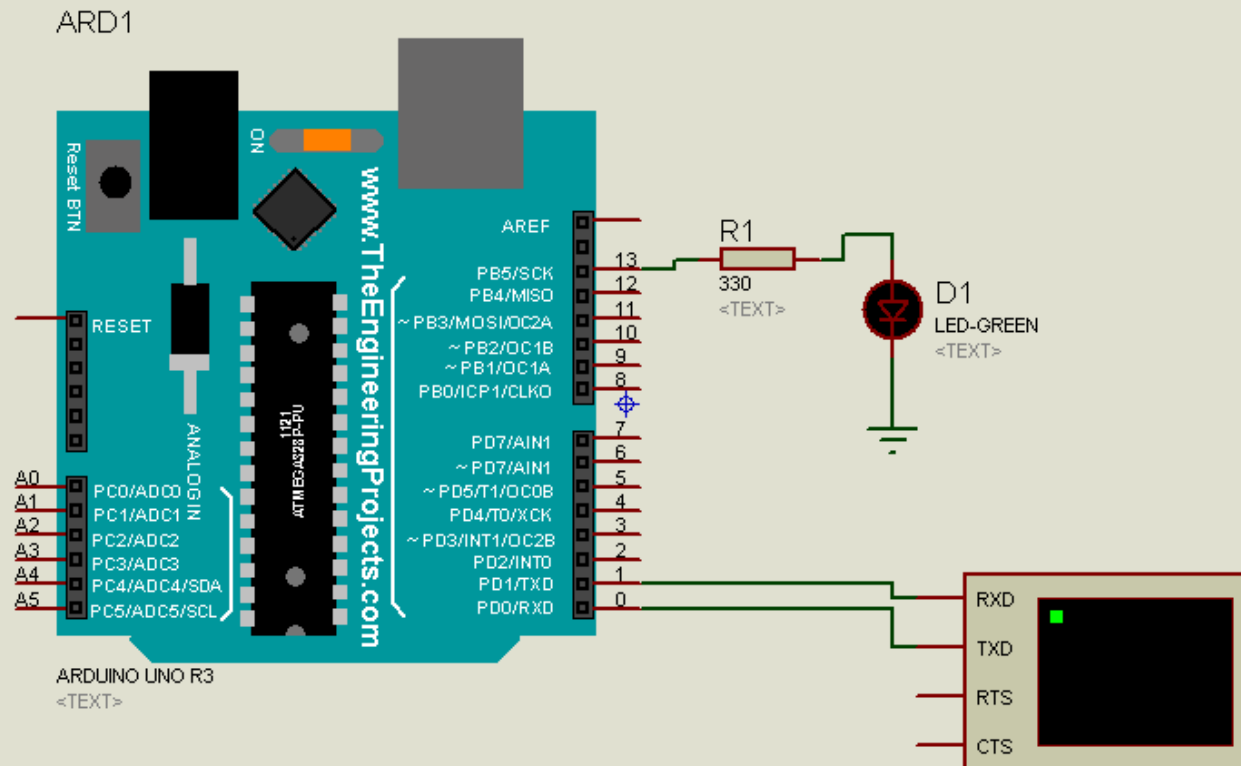 ARD1
Reset BTN
ON
www.TheEngineeringProjects.com
ANALOG IN
1121
ATMEGA328P-PU
RESET
A0 PC0/ADC0
A1 PC1/ADC1
A2 PC2/ADC2
A3 PC3/ADC3
A4 PC4/ADC4/SDA
A5 PC5/ADC5/SCL
AREF
PB5/SCK 13
PB4/MISO 12
~PB3/MOSI/OC2A 11
~PB2/OC1B 10
~PB1/OC1A 9
PB0/ICP1/CLKO 8
PD7/AIN1 7
~PD7/AIN1 6
~PD5/T1/OC0B 5
PD4/T0/XCK 4
~PD3/INT1/OC2B 3
PD2/INT0 2
PD1/TXD 1
PD0/RXD 0
ARDUINO UNO R3
<TEXT>
R1
330
<TEXT>
D1
LED-GREEN
<TEXT>
RXD
TXD
RTS
CTS